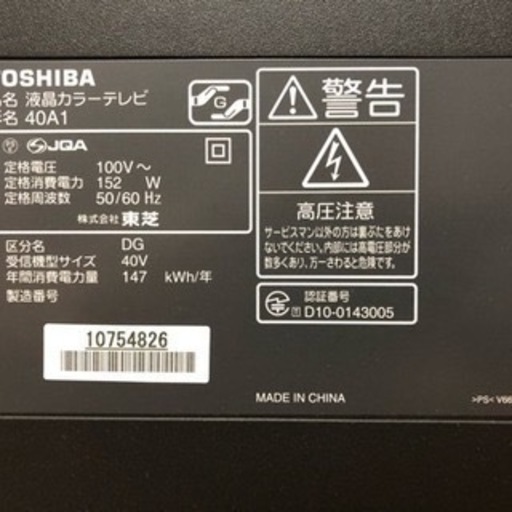 TOSHIBA
品名 液晶カラーテレビ
形名 40A1
G
JQA
定格電圧 100V～
定格消費電力 152 W
定格周波数 50/60 Hz
株式会社 東芝
区分名 DG
受信機型サイズ 40V
年間消費電力量 147 kWh/年
製造番号
10754826
警告
高圧注意
サービスマン以外の方は裏ぶたをあけ
ないでください。内部には高電圧部分が
数多くあり、万一さわると危険です。
認証番号
D10-0143005
MADE IN CHINA
>PS< V66